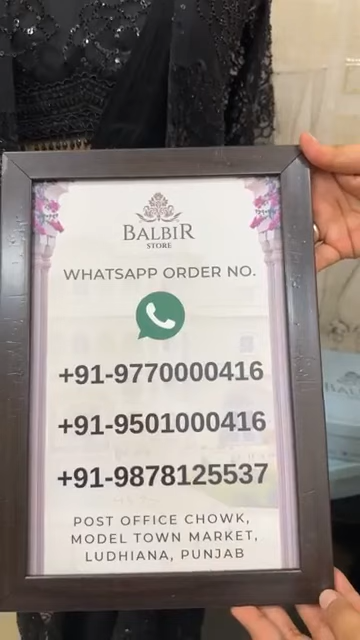 BALBIR
STORE
WHATSAPP ORDER NO.
+91-9770000416
+91-9501000416
+91-9878125537
POST OFFICE CHOWK,
MODEL TOWN MARKET,
LUDHIANA, PUNJAB